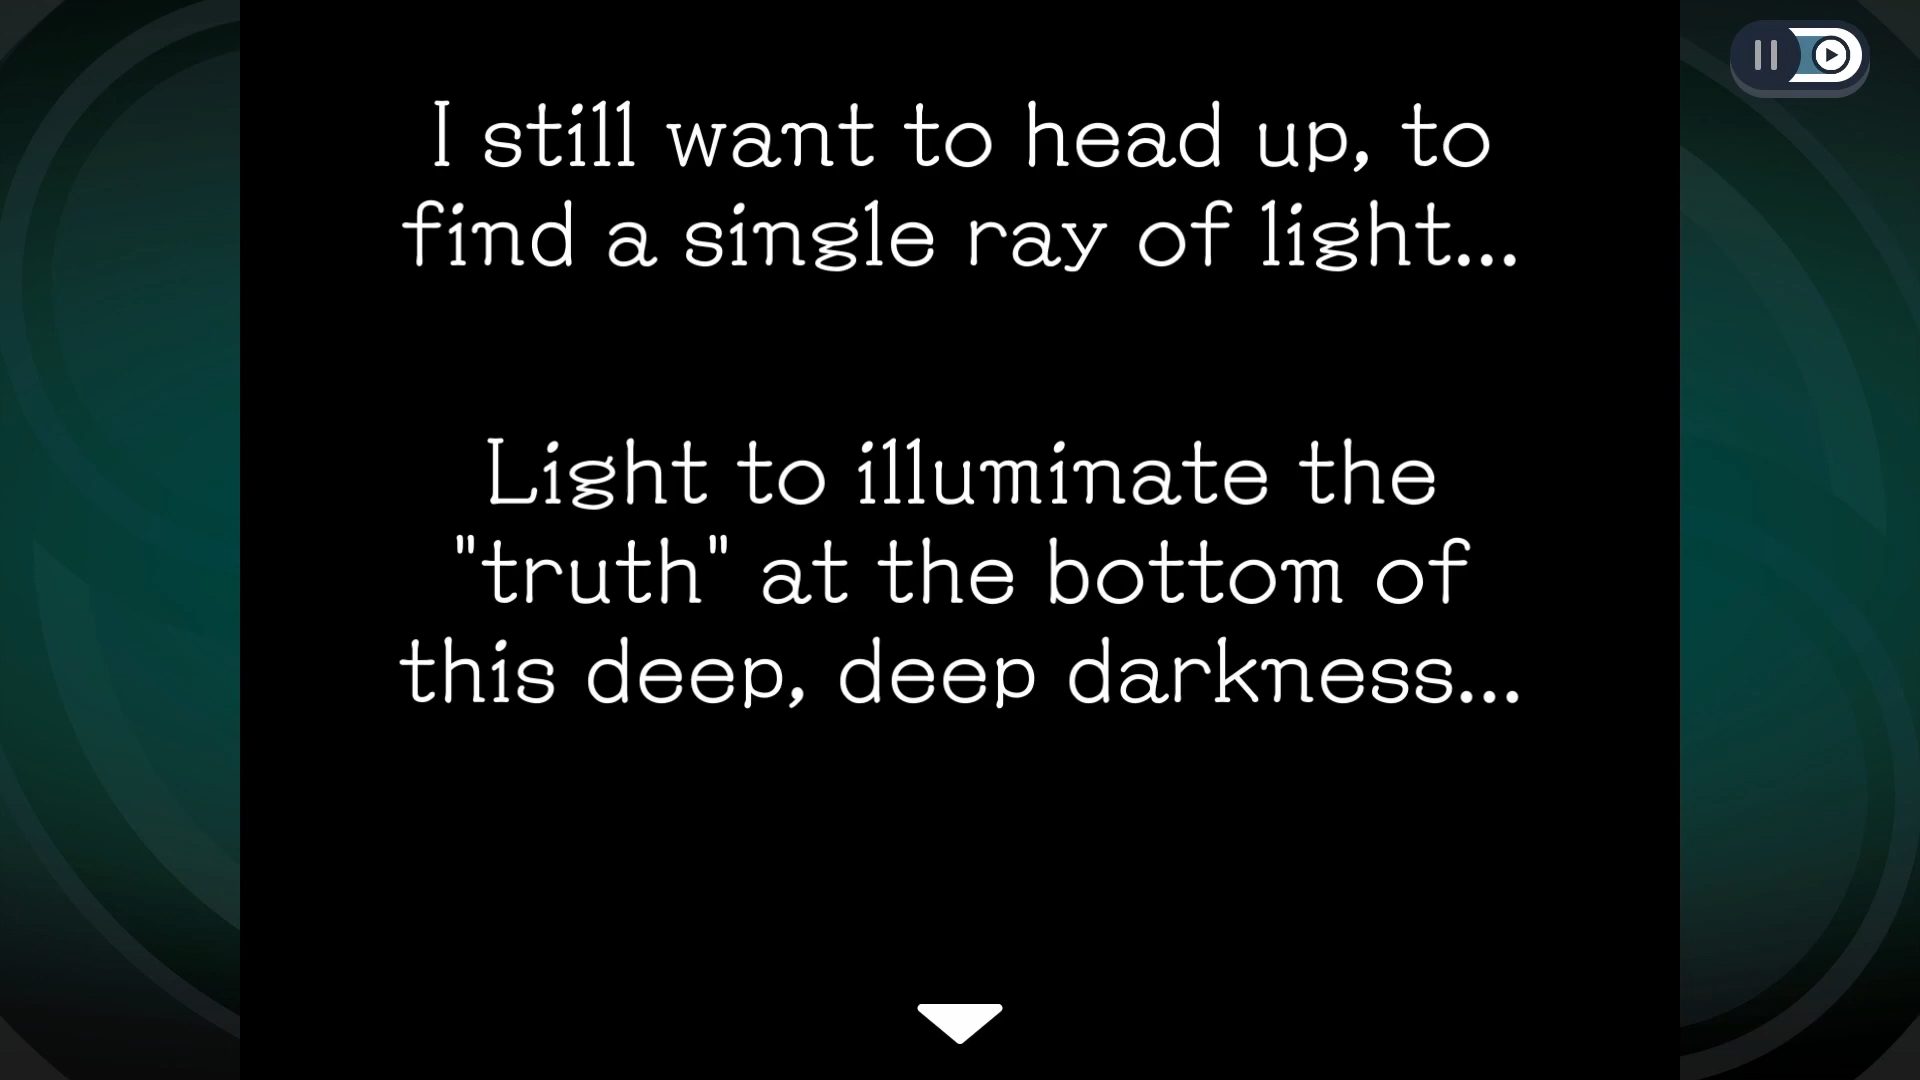 I still want to head up, to
find a single ray of light...
Light to illuminate the
"truth" at the bottom of
this deep, deep darkness...